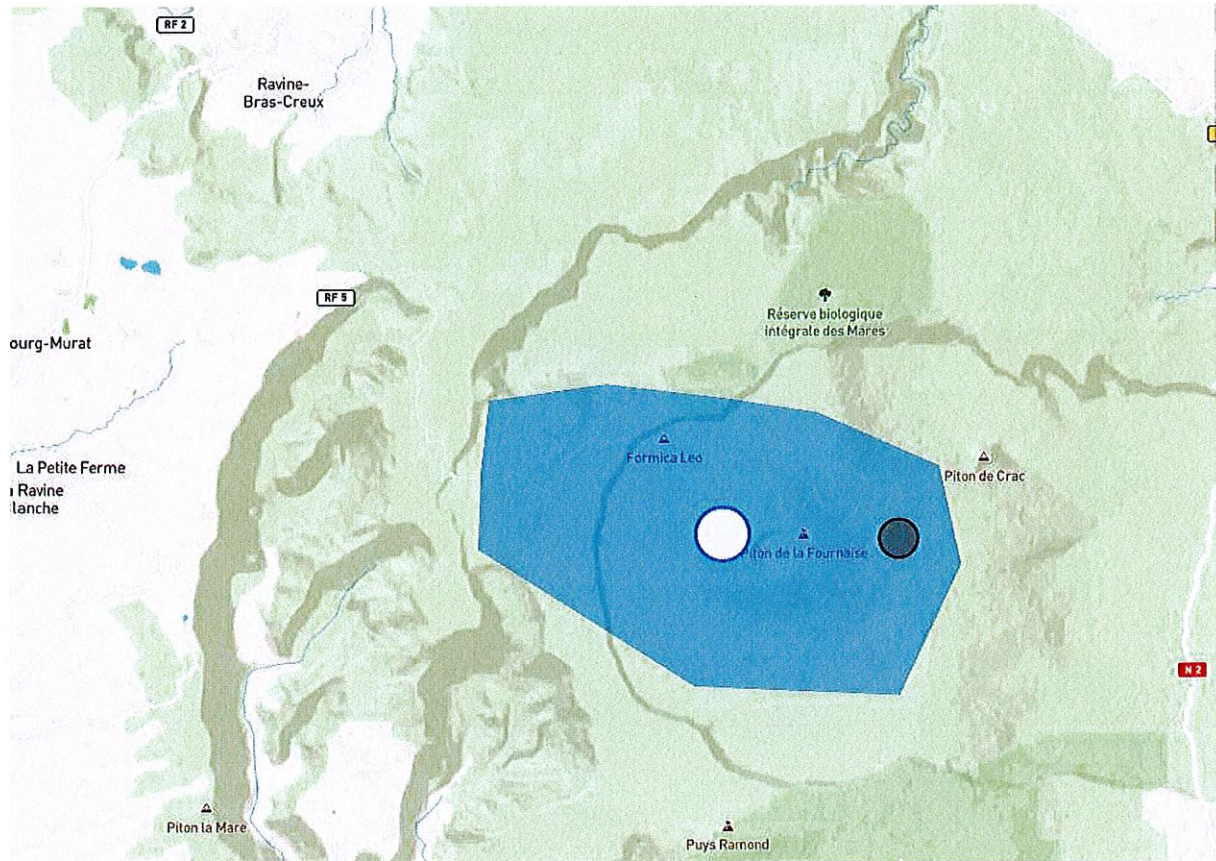 RF 2
Ravine-
Bras-Creux
RF 5
Réserve biologique
intégrale des Mares
ourg-Murat
Formica Leo
La Petite Ferme
Piton de Crac
a Ravine
lanche
Piton de la Fournaise
N 2
Piton la Mare
Puys Ramond